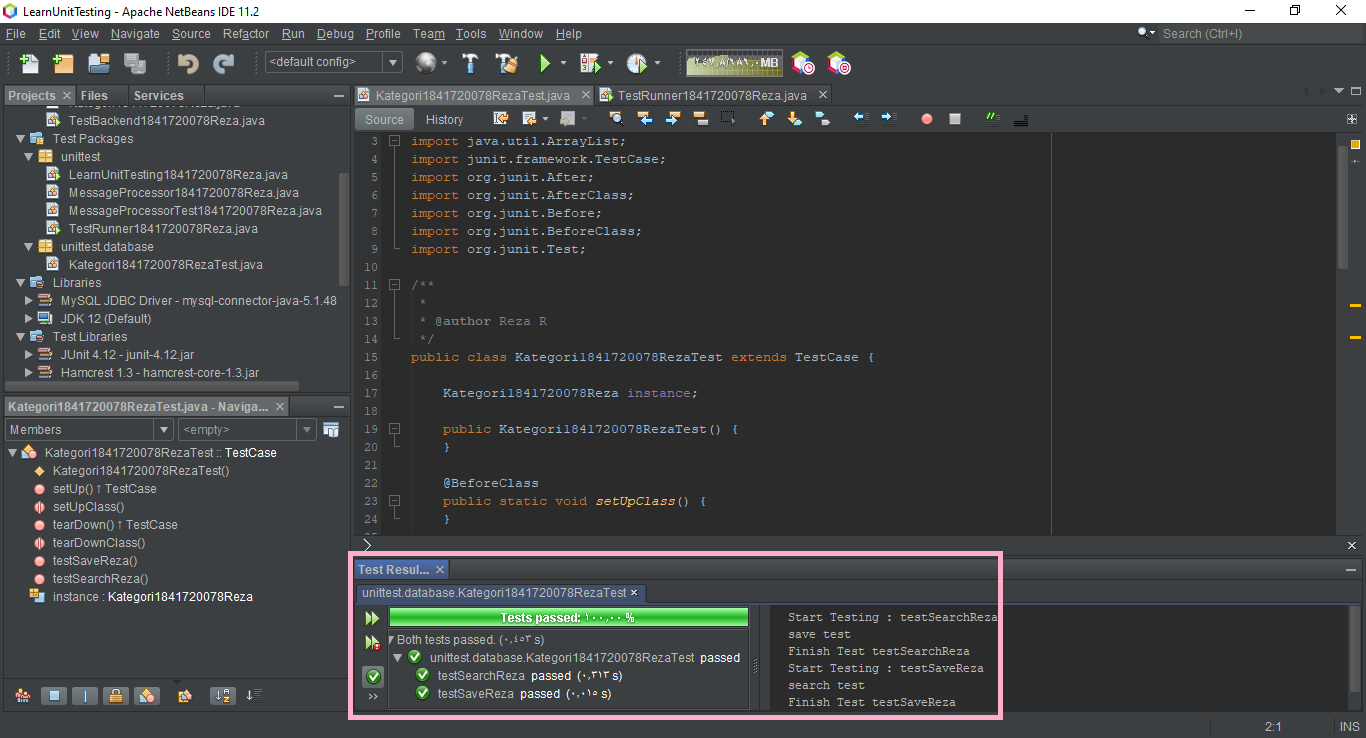 LearnUnitTesting - Apache NetBeans IDE 11.2
File Edit View Navigate Source Refactor Run Debug Profile Team Tools Window Help
Search (Ctrl+I)
<default config>
Projects Files Services
TestBackend1841720078Reza.java
Test Packages
unittest
LearnUnitTesting1841720078Reza.java
MessageProcessor1841720078Reza.java
MessageProcessorTest1841720078Reza.java
TestRunner1841720078Reza.java
unittest.database
Kategori1841720078RezaTest.java
Libraries
MySQL JDBC Driver - mysql-connector-java-5.1.48
JDK 12 (Default)
Test Libraries
JUnit 4.12 - junit-4.12.jar
Hamcrest 1.3 - hamcrest-core-1.3.jar
Kategori1841720078RezaTest.java - Naviga...
Members <empty>
Kategori1841720078RezaTest :: TestCase
Kategori1841720078RezaTest()
setUp() ↑ TestCase
setUpClass()
tearDown() ↑ TestCase
tearDownClass()
testSaveReza()
testSearchReza()
instance : Kategori1841720078Reza
Kategori1841720078RezaTest.java TestRunner1841720078Reza.java
Source History
3 import java.util.ArrayList;
4 import junit.framework.TestCase;
5 import org.junit.After;
6 import org.junit.AfterClass;
7 import org.junit.Before;
8 import org.junit.BeforeClass;
9 import org.junit.Test;
10
11 /**
12 *
13 * @author Reza R
14 */
15 public class Kategori1841720078RezaTest extends TestCase {
16
17 Kategori1841720078Reza instance;
18
19 public Kategori1841720078RezaTest() {
20 }
21
22 @BeforeClass
23 public static void setUpClass() {
24 }
Test Resul...
unittest.database.Kategori1841720078RezaTest
Tests passed: ١٠٠,٠٠ %
Both tests passed. (٠,٤٥٣ s)
unittest.database.Kategori1841720078RezaTest passed
testSearchReza passed (٠,٣١٣ s)
testSaveReza passed (٠,٠١٥ s)
Start Testing : testSearchReza
save test
Finish Test testSearchReza
Start Testing : testSaveReza
search test
Finish Test testSaveReza
2:1 INS